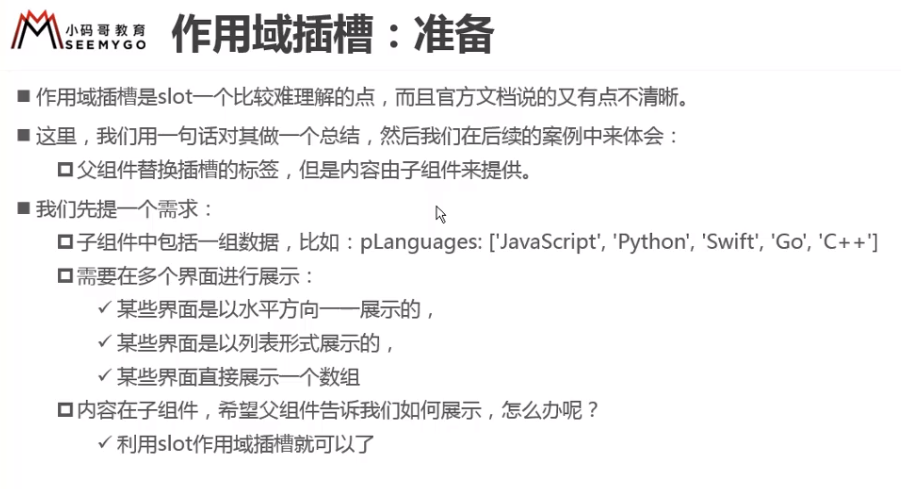 小码哥教育
SEEMYGO
作用域插槽：准备
作用域插槽是slot一个比较难理解的点，而且官方文档说的又有点不清晰。
这里，我们用一句话对其做一个总结，然后我们在后续的案例中来体会：
父组件替换插槽的标签，但是内容由子组件来提供。
我们先提一个需求：
子组件中包括一组数据，比如：pLanguages: ['JavaScript', 'Python', 'Swift', 'Go', 'C++']
需要在多个界面进行展示：
某些界面是以水平方向一一展示的，
某些界面是以列表形式展示的，
某些界面直接展示一个数组
内容在子组件，希望父组件告诉我们如何展示，怎么办呢？
利用slot作用域插槽就可以了